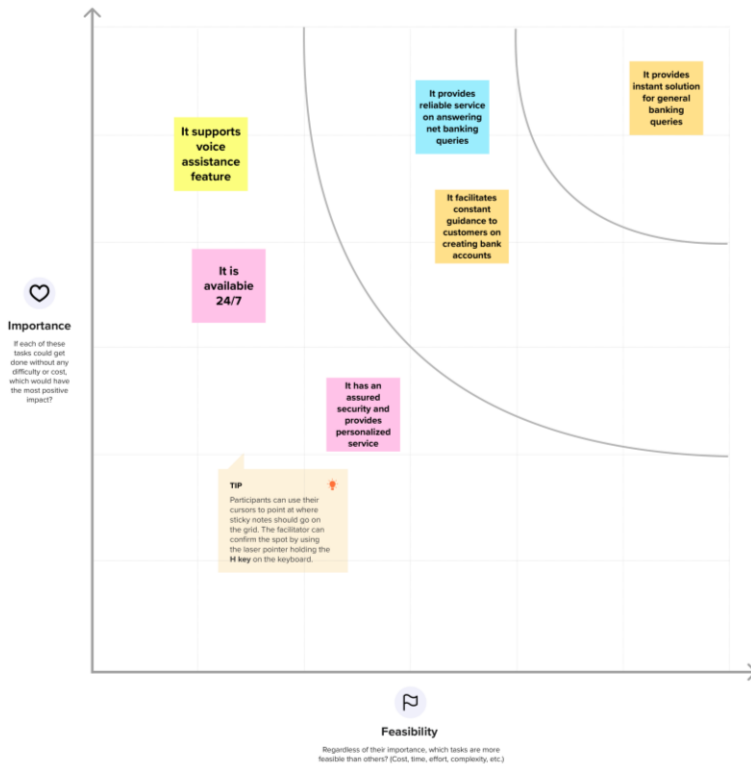 It provides
instant solution
for general
banking
queries
It provides
reliable service
on answering
net banking
queries
It supports
voice
assistance
feature
It facilitates
constant
guidance to
customers on
creating bank
accounts
It is
available
24/7
Importance
If each of these
tasks could get
done without any
difficulty or cost,
which would have
the most positive
impact?
It has an
assured
security and
provides
personalized
service
TIP
Participants can use their
cursors to point at where
sticky notes should go on
the grid. The facilitator can
confirm the spot by using
the laser pointer holding the
H key on the keyboard.
Feasibility
Regardless of their importance, which tasks are more
feasible than others? (Cost, time, effort, complexity, etc.)